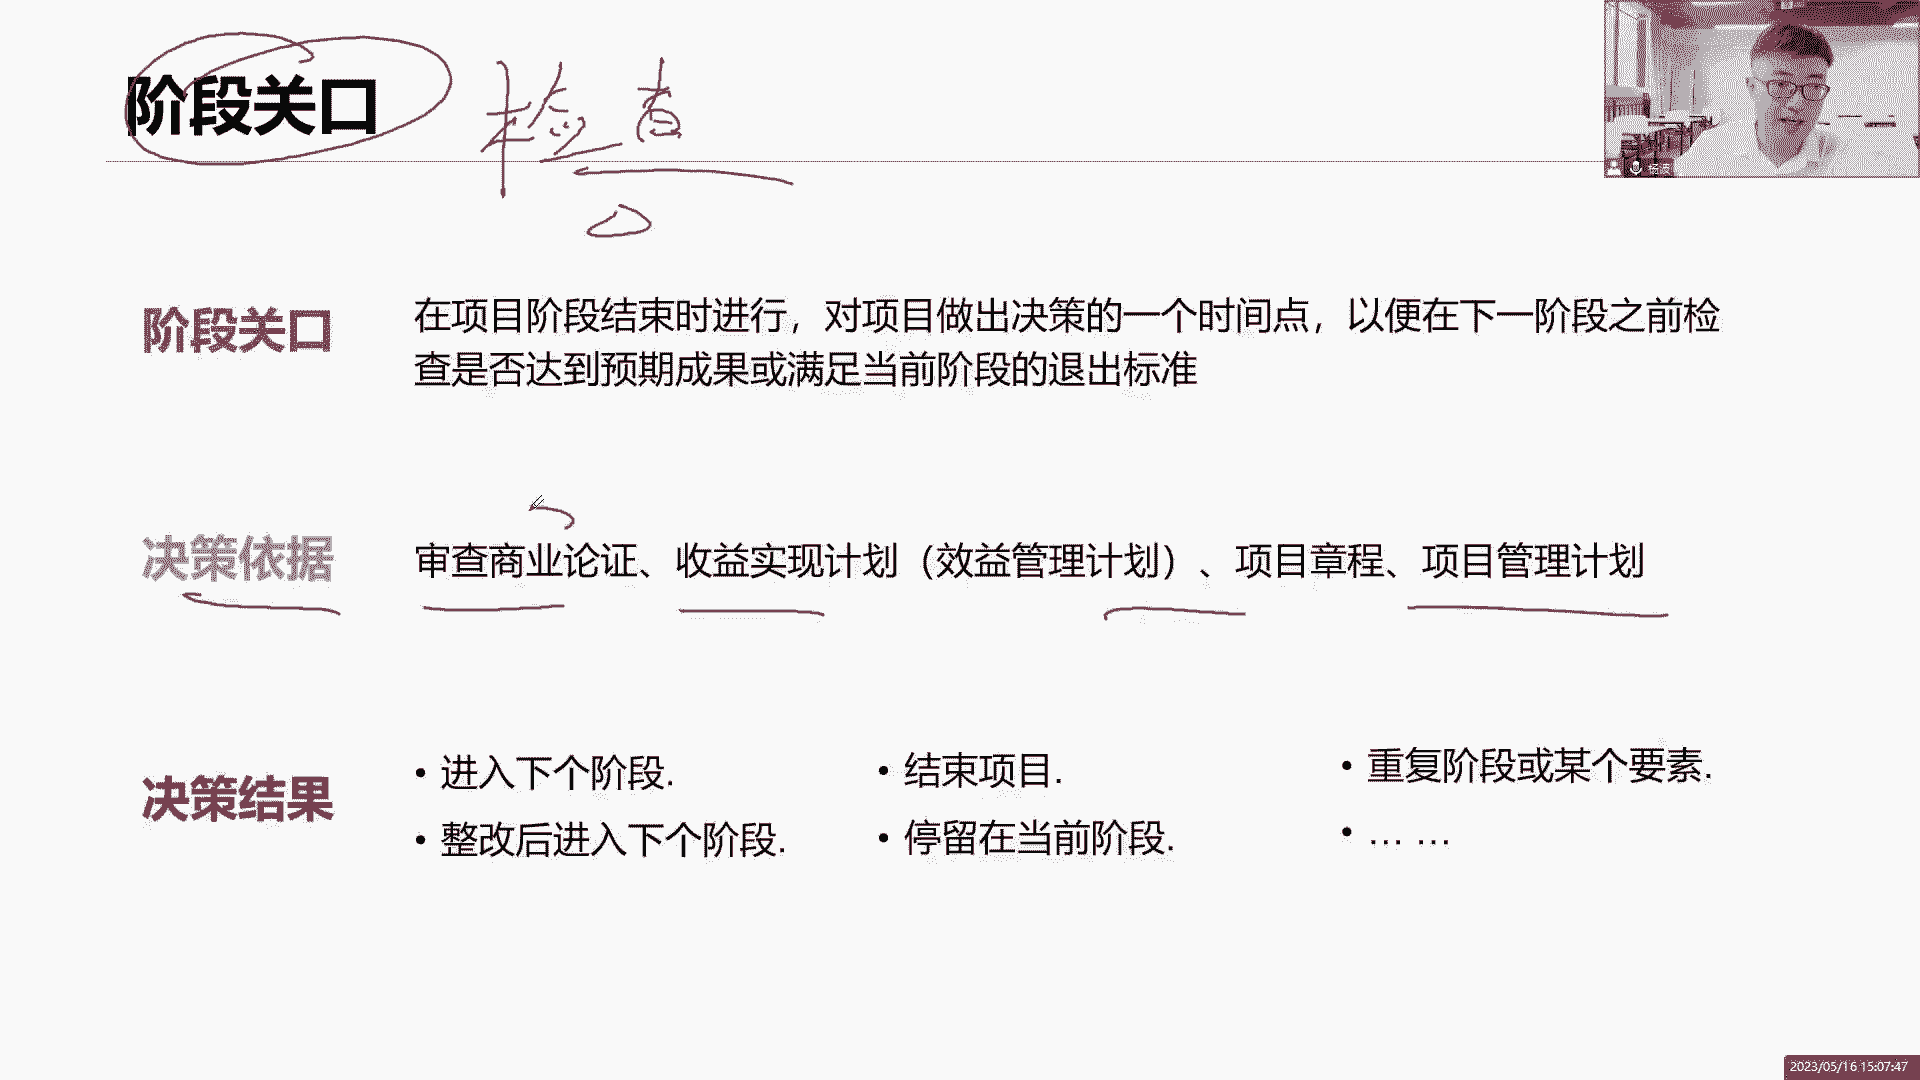 阶段关口
检查
杨波
阶段关口
在项目阶段结束时进行，对项目做出决策的一个时间点，以便在下一阶段之前检
查是否达到预期成果或满足当前阶段的退出标准
决策依据
审查商业论证、收益实现计划（效益管理计划）、项目章程、项目管理计划
决策结果
• 进入下个阶段.
• 结束项目.
• 重复阶段或某个要素.
• 整改后进入下个阶段.
• 停留在当前阶段.
• … …
2023/05/16 15:07:47